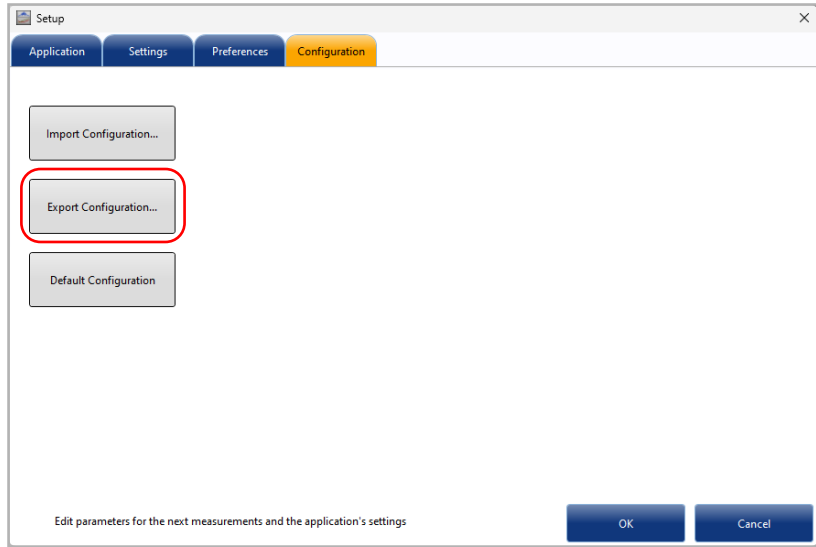 Setup
Application Settings Preferences Configuration
Import Configuration...
Export Configuration...
Default Configuration
Edit parameters for the next measurements and the application's settings
OK Cancel